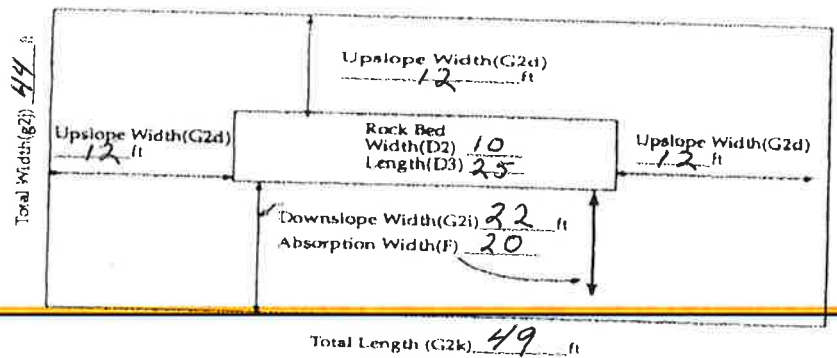 Total Width(g2j) 44 ft
Upslope Width(G2d)
12 ft
Upslope Width(G2d)
12 ft
Rock Bed
Width(D2) 10
Length(D3) 25
Upslope Width(G2d)
12 ft
Downslope Width(G2i) 22 ft
Absorption Width(F) 20
Total Length (G2k) 49 ft